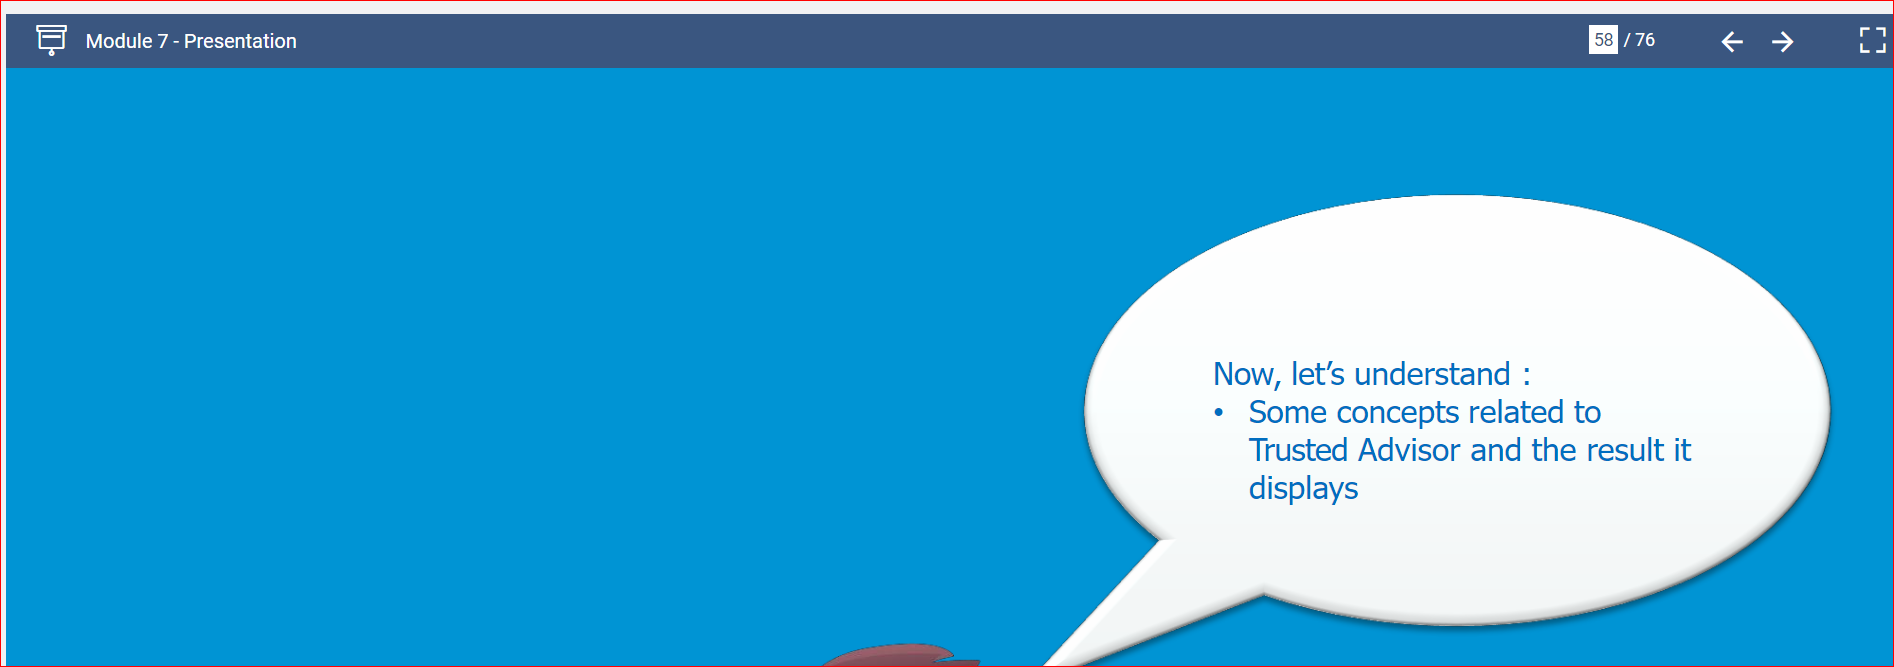 Module 7 - Presentation
58 / 76
Now, let’s understand :
• Some concepts related to
Trusted Advisor and the result it
displays